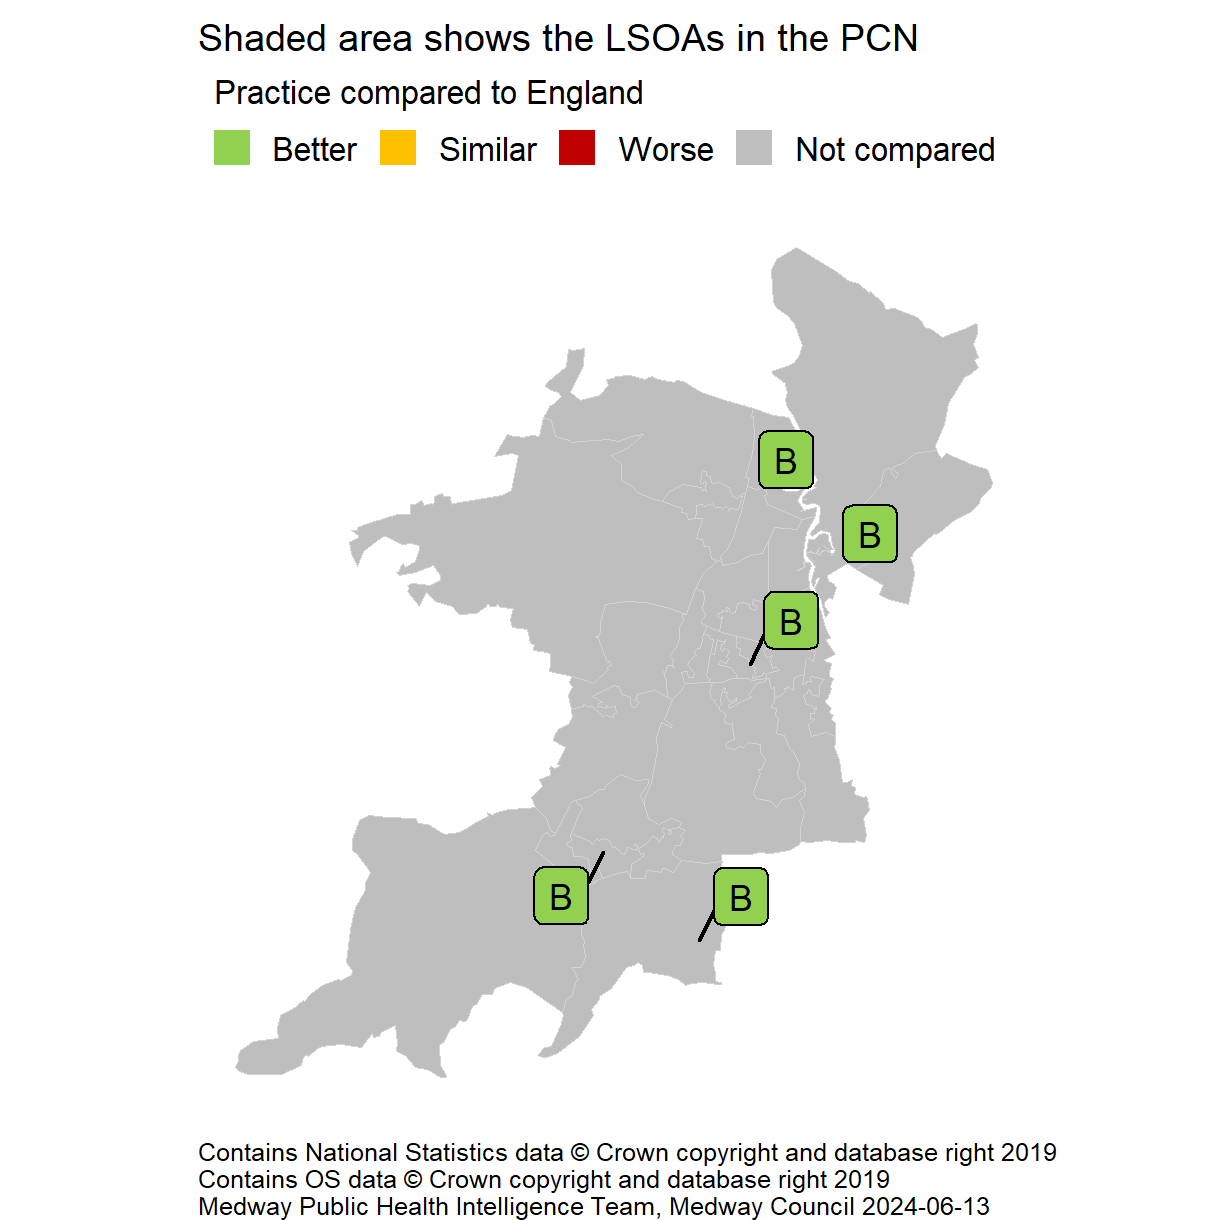 Shaded area shows the LSOAs in the PCN
Practice compared to England
Better Similar Worse Not compared
B
B
B
B B
Contains National Statistics data © Crown copyright and database right 2019
Contains OS data © Crown copyright and database right 2019
Medway Public Health Intelligence Team, Medway Council 2024-06-13